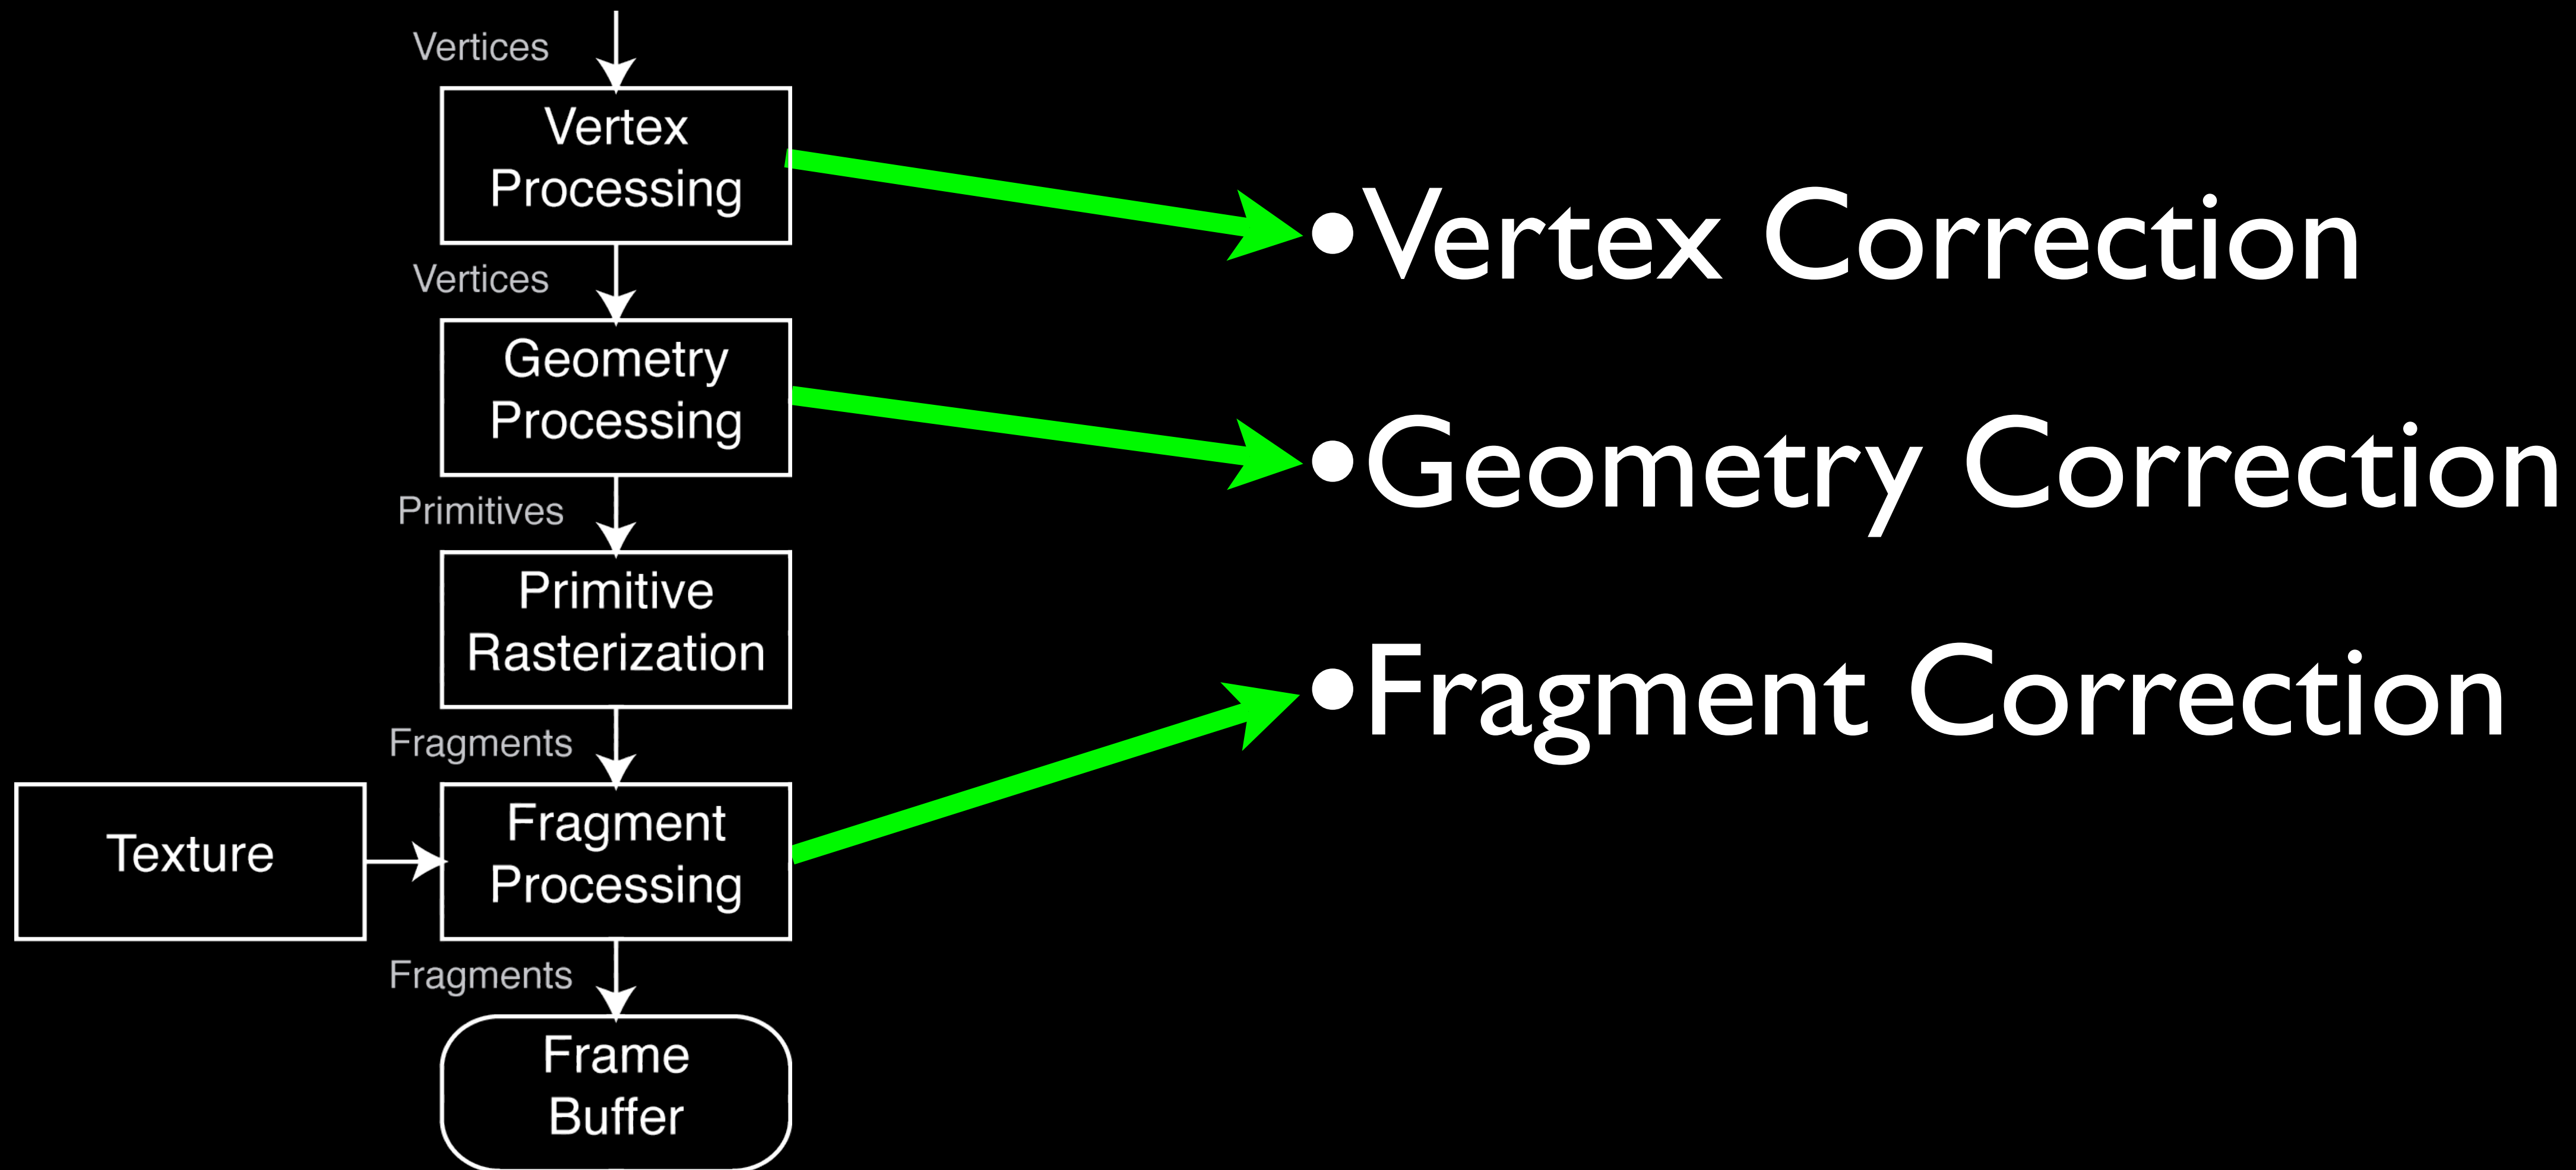 Vertices
Vertex
Processing
Vertices
Geometry
Processing
Primitives
Primitive
Rasterization
Fragments
Texture
Fragment
Processing
Fragments
Frame
Buffer
•Vertex Correction
•Geometry Correction
•Fragment Correction